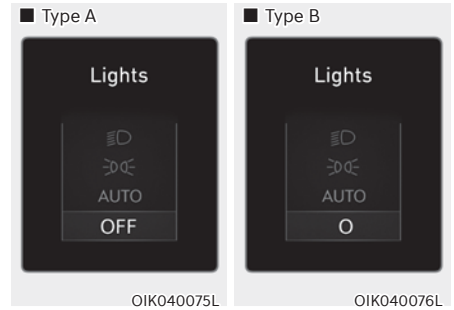 ■ Type A
Lights
AUTO
OFF
OIK040075L
■ Type B
Lights
AUTO
O
OIK040076L